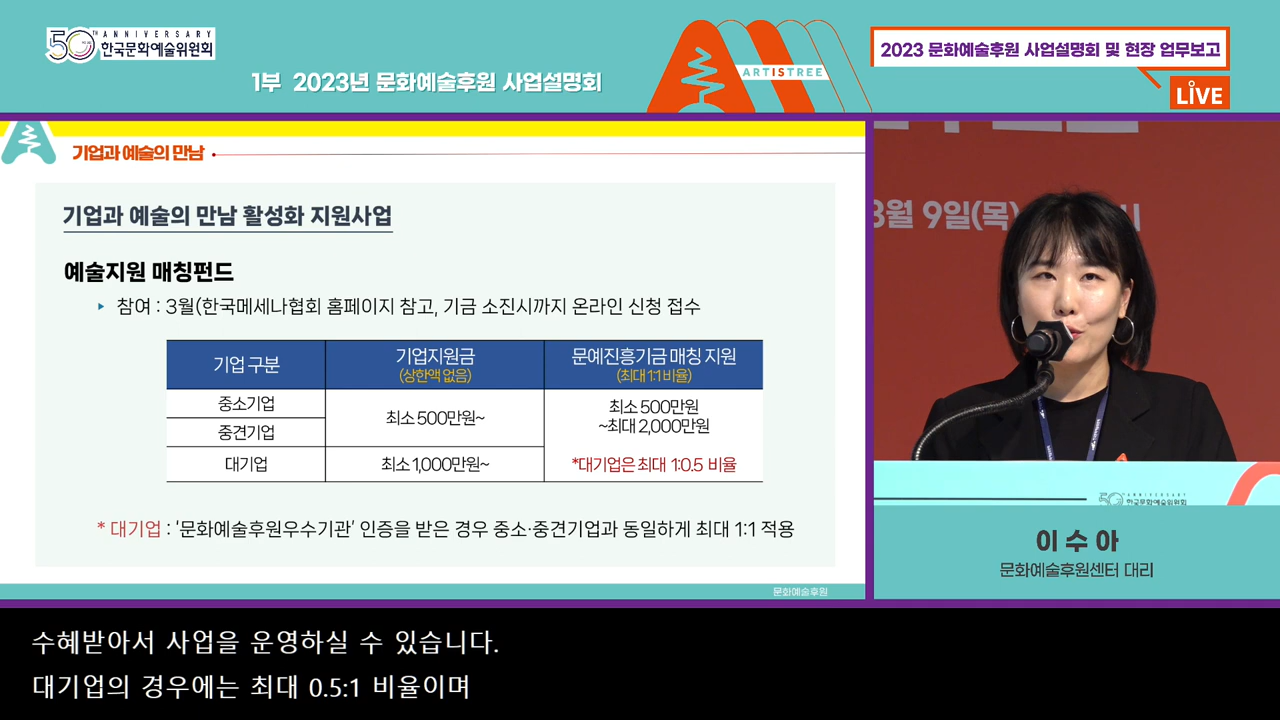 50TH ANNIVERSARY
한국문화예술위원회
1부 2023년 문화예술후원 사업설명회
ARTISTREE
2023 문화예술후원 사업설명회 및 현장 업무보고
LIVE
기업과 예술의 만남
기업과 예술의 만남 활성화 지원사업
예술지원 매칭펀드
▸ 참여 : 3월(한국메세나협회 홈페이지 참고, 기금 소진시까지 온라인 신청 접수
기업 구분 기업지원금 문예진흥기금 매칭 지원
(상한액 없음) (최대 1:1 비율)
중소기업 최소 500만원~ 최소 500만원
중견기업 ~최대 2,000만원
대기업 최소 1,000만원~ *대기업은 최대 1:0.5 비율
* 대기업 : ‘문화예술후원우수기관’ 인증을 받은 경우 중소·중견기업과 동일하게 최대 1:1 적용
문화예술후원
3월 9일(목)
시
50TH ANNIVERSARY
한국문화예술위원회
이 수 아
문화예술후원센터 대리
수혜받아서 사업을 운영하실 수 있습니다.
대기업의 경우에는 최대 0.5:1 비율이며